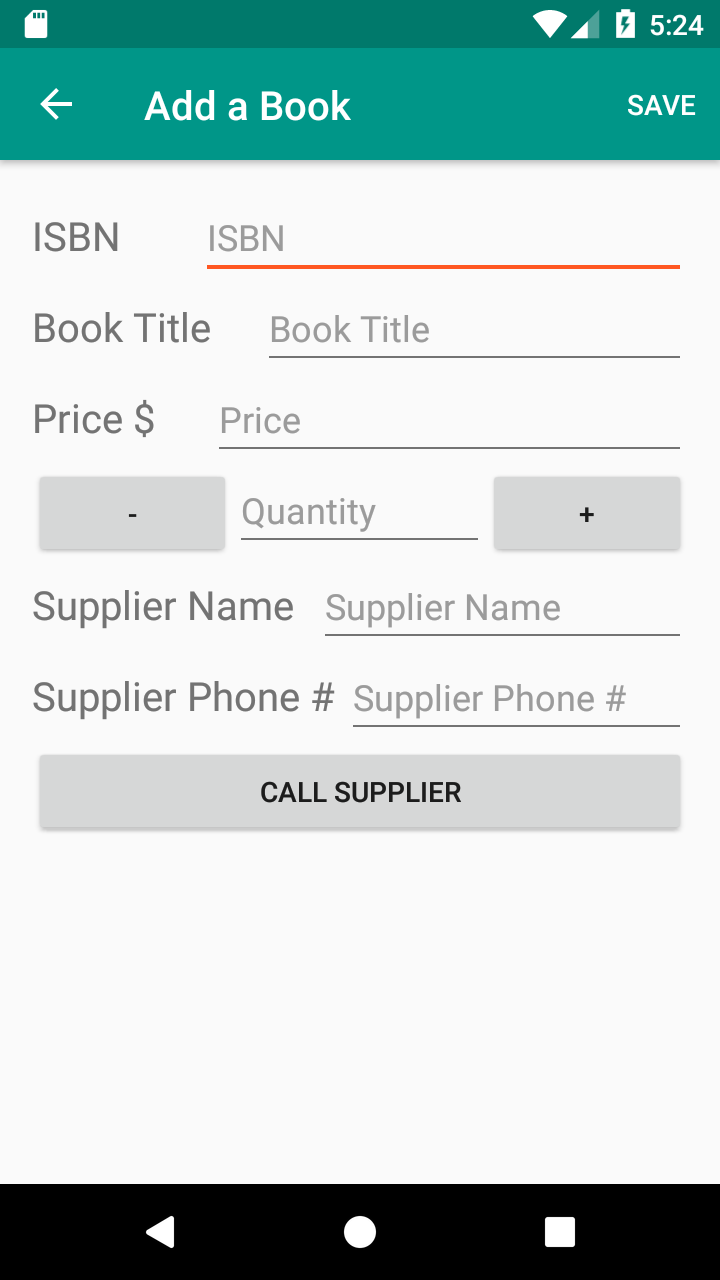 5:24
Add a Book SAVE
ISBN ISBN
Book Title Book Title
Price $ Price
- Quantity +
Supplier Name Supplier Name
Supplier Phone # Supplier Phone #
CALL SUPPLIER